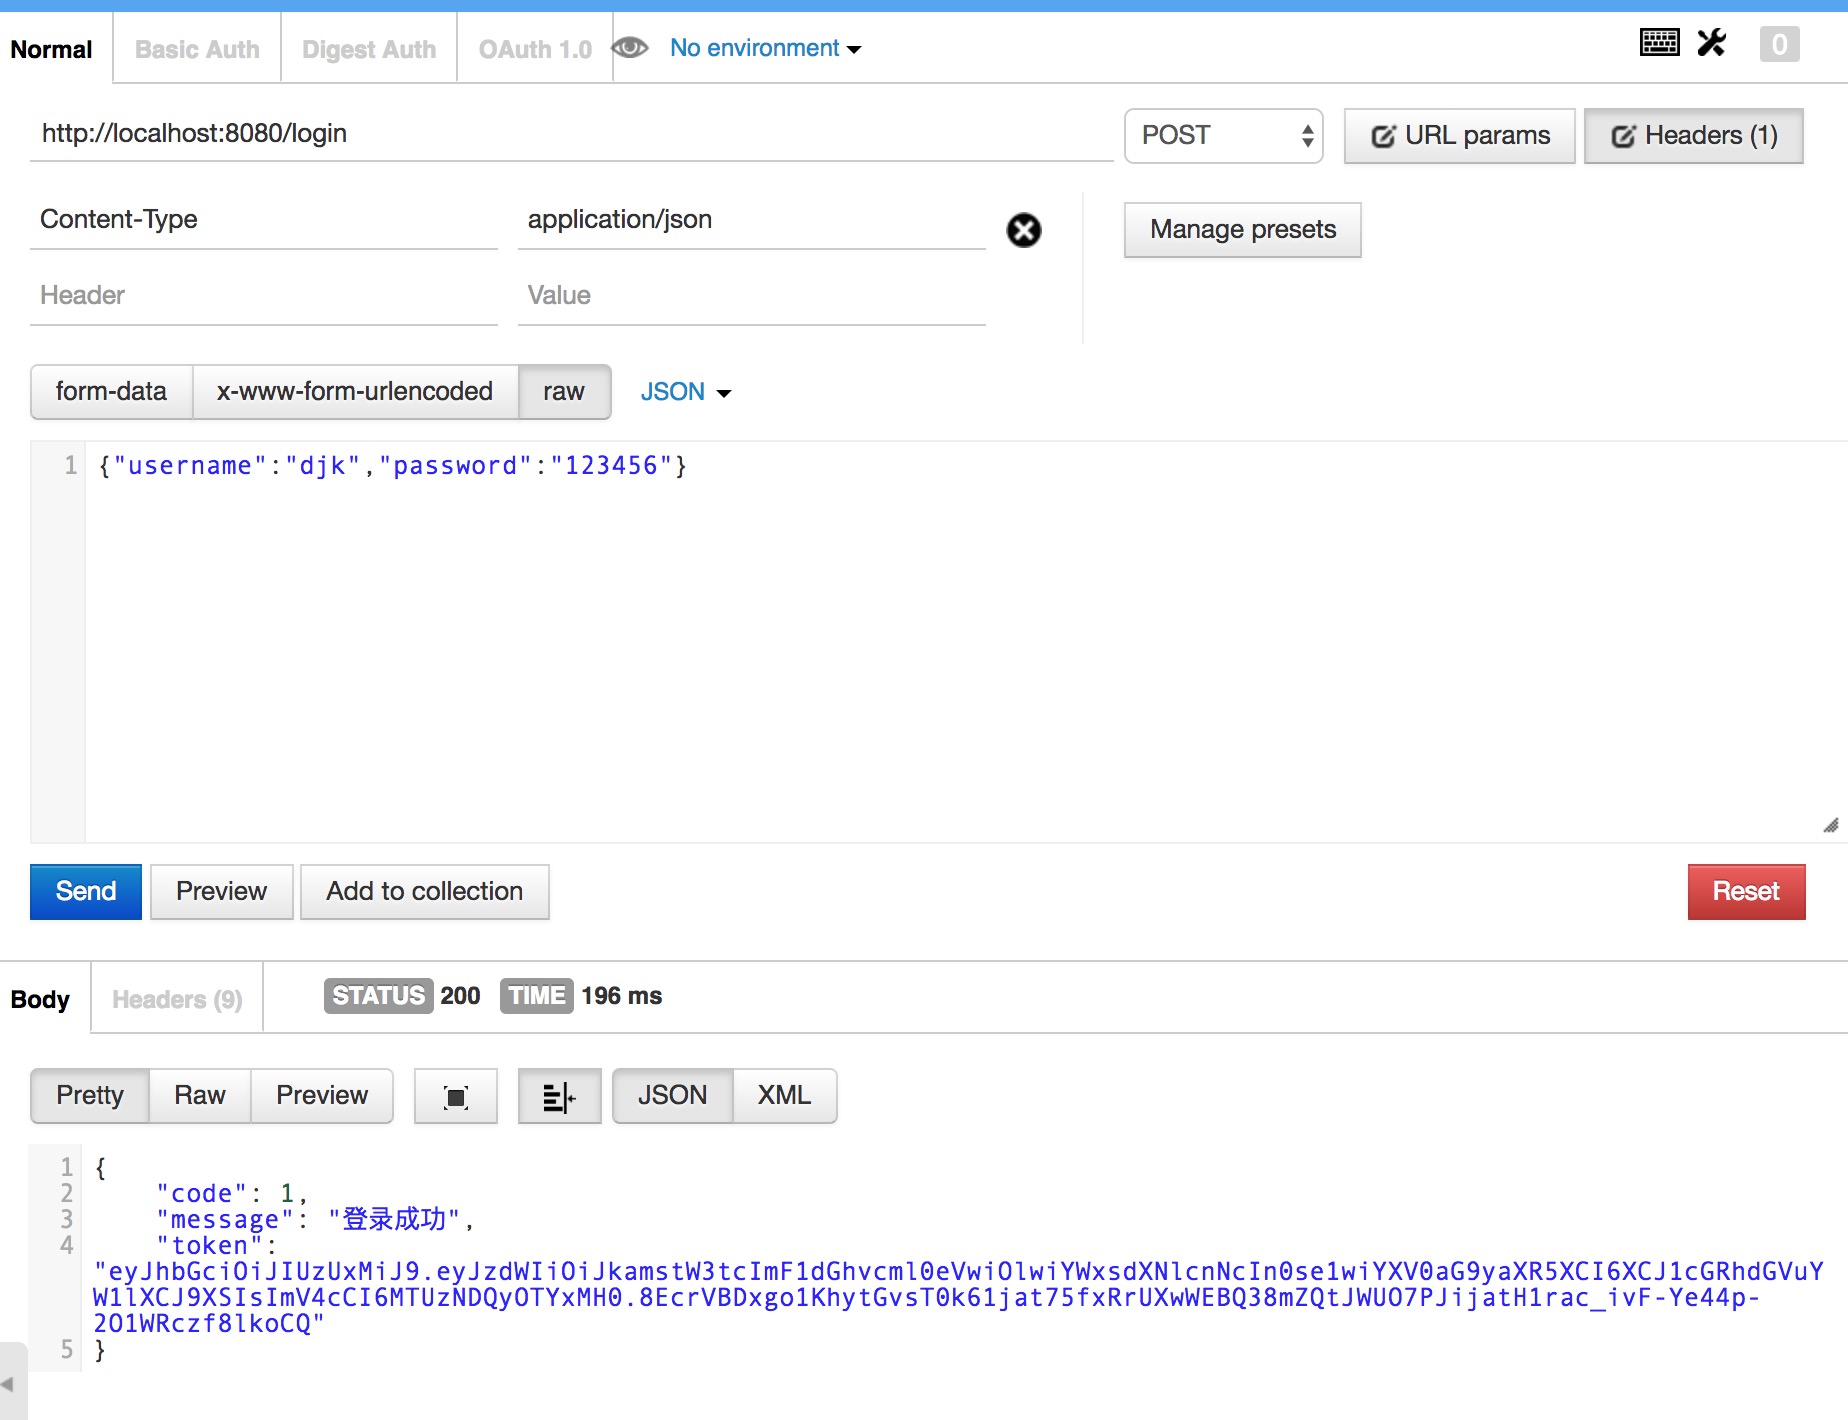 Normal Basic Auth Digest Auth OAuth 1.0 No environment 0
http://localhost:8080/login POST URL params Headers (1)
Content-Type application/json Manage presets
Header Value
form-data x-www-form-urlencoded raw JSON
1 {"username":"djk","password":"123456"}
Send Preview Add to collection Reset
Body Headers (9) STATUS 200 TIME 196 ms
Pretty Raw Preview JSON XML
1 {
2 "code": 1,
3 "message": "登录成功",
4 "token":
"eyJhbGciOiJIUzUxMiJ9.eyJzdWIiOiJkamstW3tcImF1dGhvcml0eVwiOlwiYWxsdXNlcnNcIn0se1wiYXV0aG9yaXR5XCI6XCJ1cGRhdGVuY
W1lXCJ9XSIsImV4cCI6MTUzNDQyOTYxMH0.8EcrVBDxgo1KhytGvsT0k61jat75fxRrUXwWEBQ38mZQtJWUO7PJijatH1rac_ivF-Ye44p-
2O1WRczf8lkoCQ"
5 }